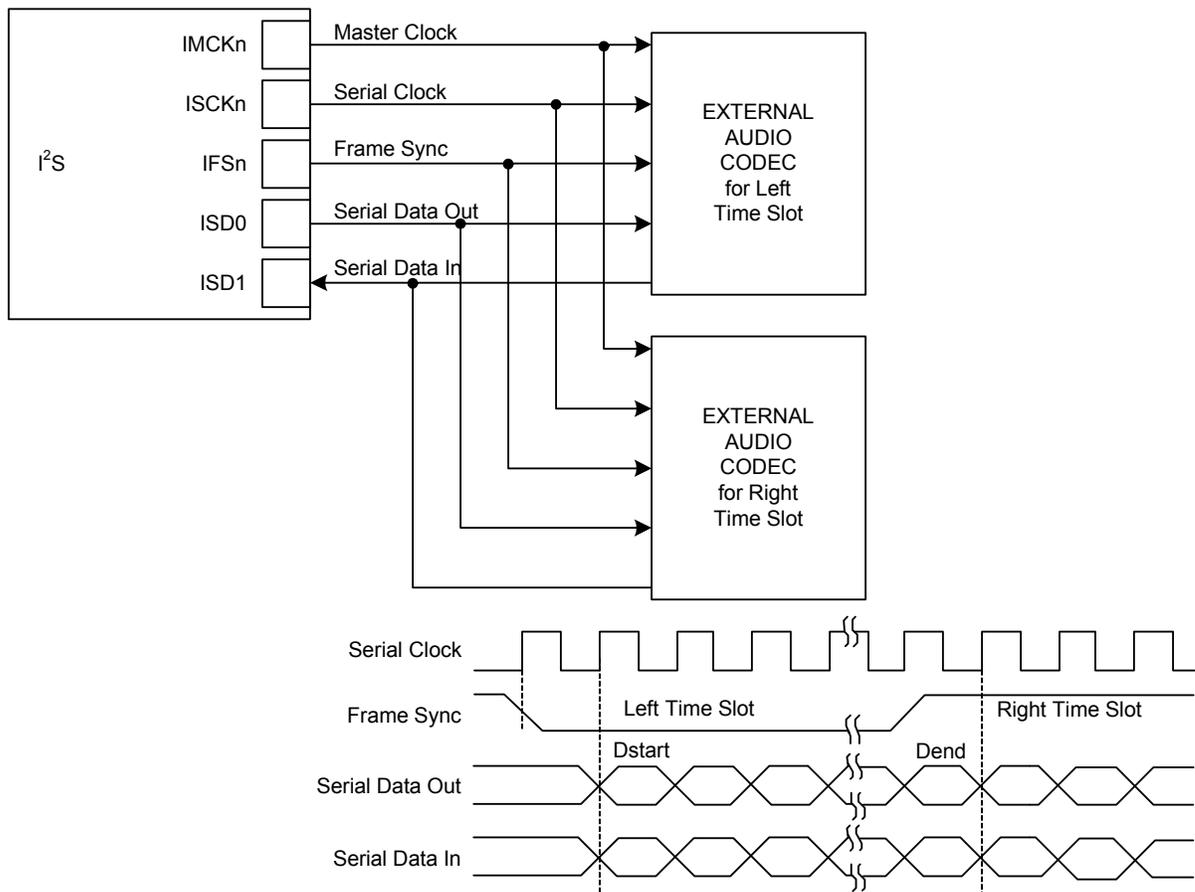 I²S
IMCKn
Master Clock
ISCKn
Serial Clock
IFSn
Frame Sync
ISD0
Serial Data Out
ISD1
Serial Data In
EXTERNAL
AUDIO
CODEC
for Left
Time Slot
EXTERNAL
AUDIO
CODEC
for Right
Time Slot
Serial Clock
Frame Sync
Left Time Slot
Right Time Slot
Dstart
Dend
Serial Data Out
Serial Data In